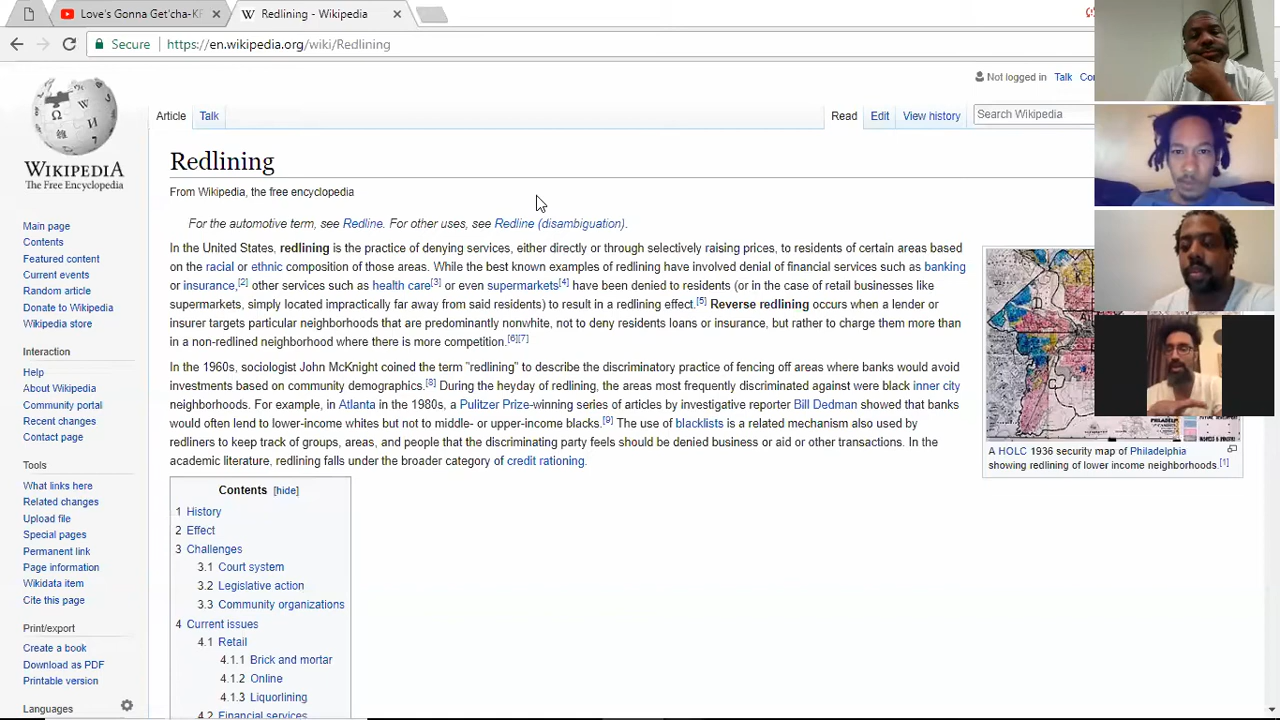 Love's Gonna Get'cha-KF
Redlining - Wikipedia
Secure
https://en.wikipedia.org/wiki/Redlining
Not logged in Talk
WIKIPEDIA
The Free Encyclopedia
Main page
Contents
Featured content
Current events
Random article
Donate to Wikipedia
Wikipedia store
Interaction
Help
About Wikipedia
Community portal
Recent changes
Contact page
Tools
What links here
Related changes
Upload file
Special pages
Permanent link
Page information
Wikidata item
Cite this page
Print/export
Create a book
Download as PDF
Printable version
Languages
Article Talk
Read Edit View history
Search Wikipedia
Redlining
From Wikipedia, the free encyclopedia
For the automotive term, see Redline. For other uses, see Redline (disambiguation).
In the United States, redlining is the practice of denying services, either directly or through selectively raising prices, to residents of certain areas based
on the racial or ethnic composition of those areas. While the best known examples of redlining have involved denial of financial services such as banking
or insurance,[2] other services such as health care[3] or even supermarkets[4] have been denied to residents (or in the case of retail businesses like
supermarkets, simply located impractically far away from said residents) to result in a redlining effect.[5] Reverse redlining occurs when a lender or
insurer targets particular neighborhoods that are predominantly nonwhite, not to deny residents loans or insurance, but rather to charge them more than
in a non-redlined neighborhood where there is more competition.[6][7]
In the 1960s, sociologist John McKnight coined the term "redlining" to describe the discriminatory practice of fencing off areas where banks would avoid
investments based on community demographics.[8] During the heyday of redlining, the areas most frequently discriminated against were black inner city
neighborhoods. For example, in Atlanta in the 1980s, a Pulitzer Prize-winning series of articles by investigative reporter Bill Dedman showed that banks
would often lend to lower-income whites but not to middle- or upper-income blacks.[9] The use of blacklists is a related mechanism also used by
redliners to keep track of groups, areas, and people that the discriminating party feels should be denied business or aid or other transactions. In the
academic literature, redlining falls under the broader category of credit rationing.
Contents [hide]
1 History
2 Effect
3 Challenges
3.1 Court system
3.2 Legislative action
3.3 Community organizations
4 Current issues
4.1 Retail
4.1.1 Brick and mortar
4.1.2 Online
4.1.3 Liquorlining
4.2 Financial services
A HOLC 1936 security map of Philadelphia
showing redlining of lower income neighborhoods.[1]